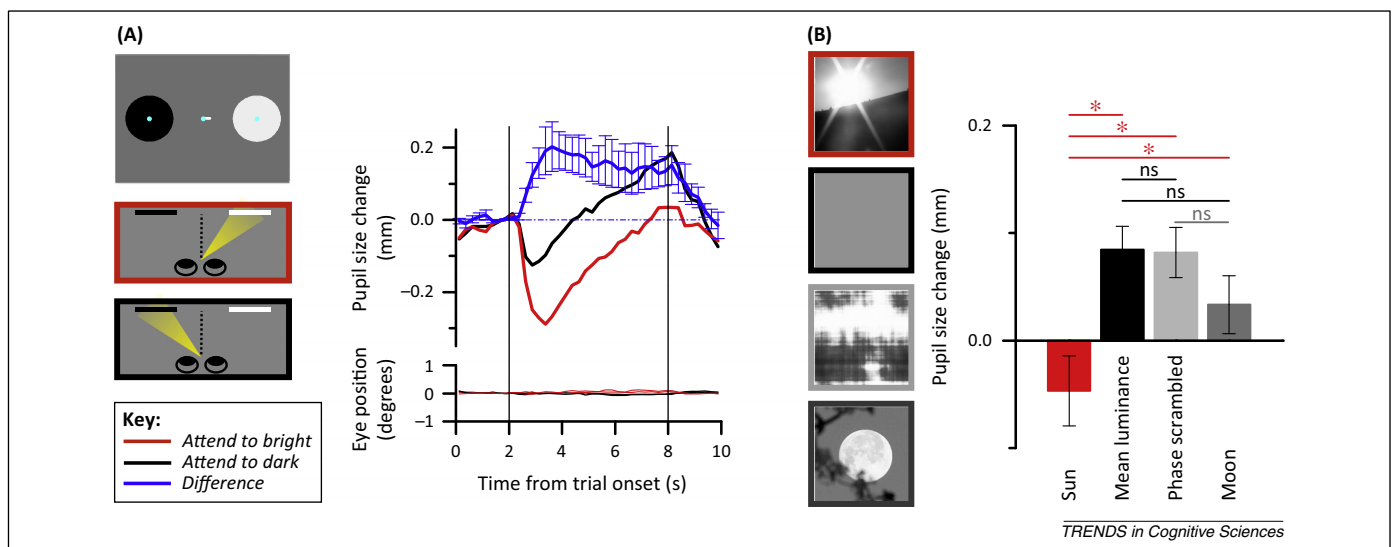 (A)
Key:
Attend to bright
Attend to dark
Difference
Pupil size change
(mm)
0.2
0.0
–0.2
Eye position
(degrees)
1
0
–1
0 2 4 6 8 10
Time from trial onset (s)
(B)
Pupil size change (mm)
0.2
0.0
*
*
*
ns
ns
ns
Sun
Mean luminance
Phase scrambled
Moon
TRENDS in Cognitive Sciences